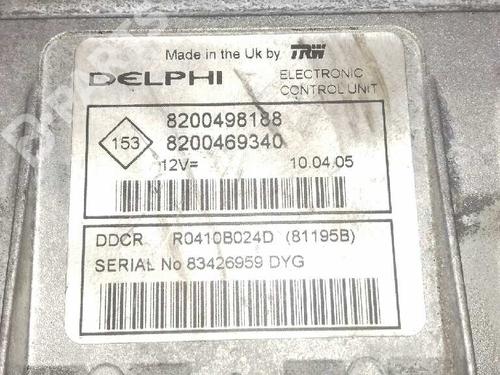 Made in the Uk by TRW
DELPHI ELECTRONIC
CONTROL UNIT
8200498188
153
8200469340
12V= 10.04.05
DDCR R0410B024D (81195B)
SERIAL No 83426959 DYG
B-PARTS